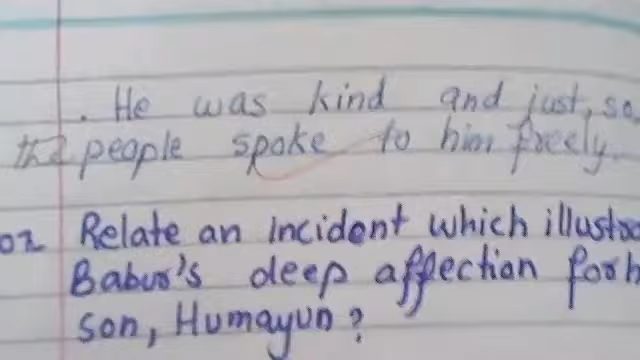 . He was kind and just, so
the people spoke to him freely.
Relate an incident which illustra
Babur's deep affection for h
son, Humayun?